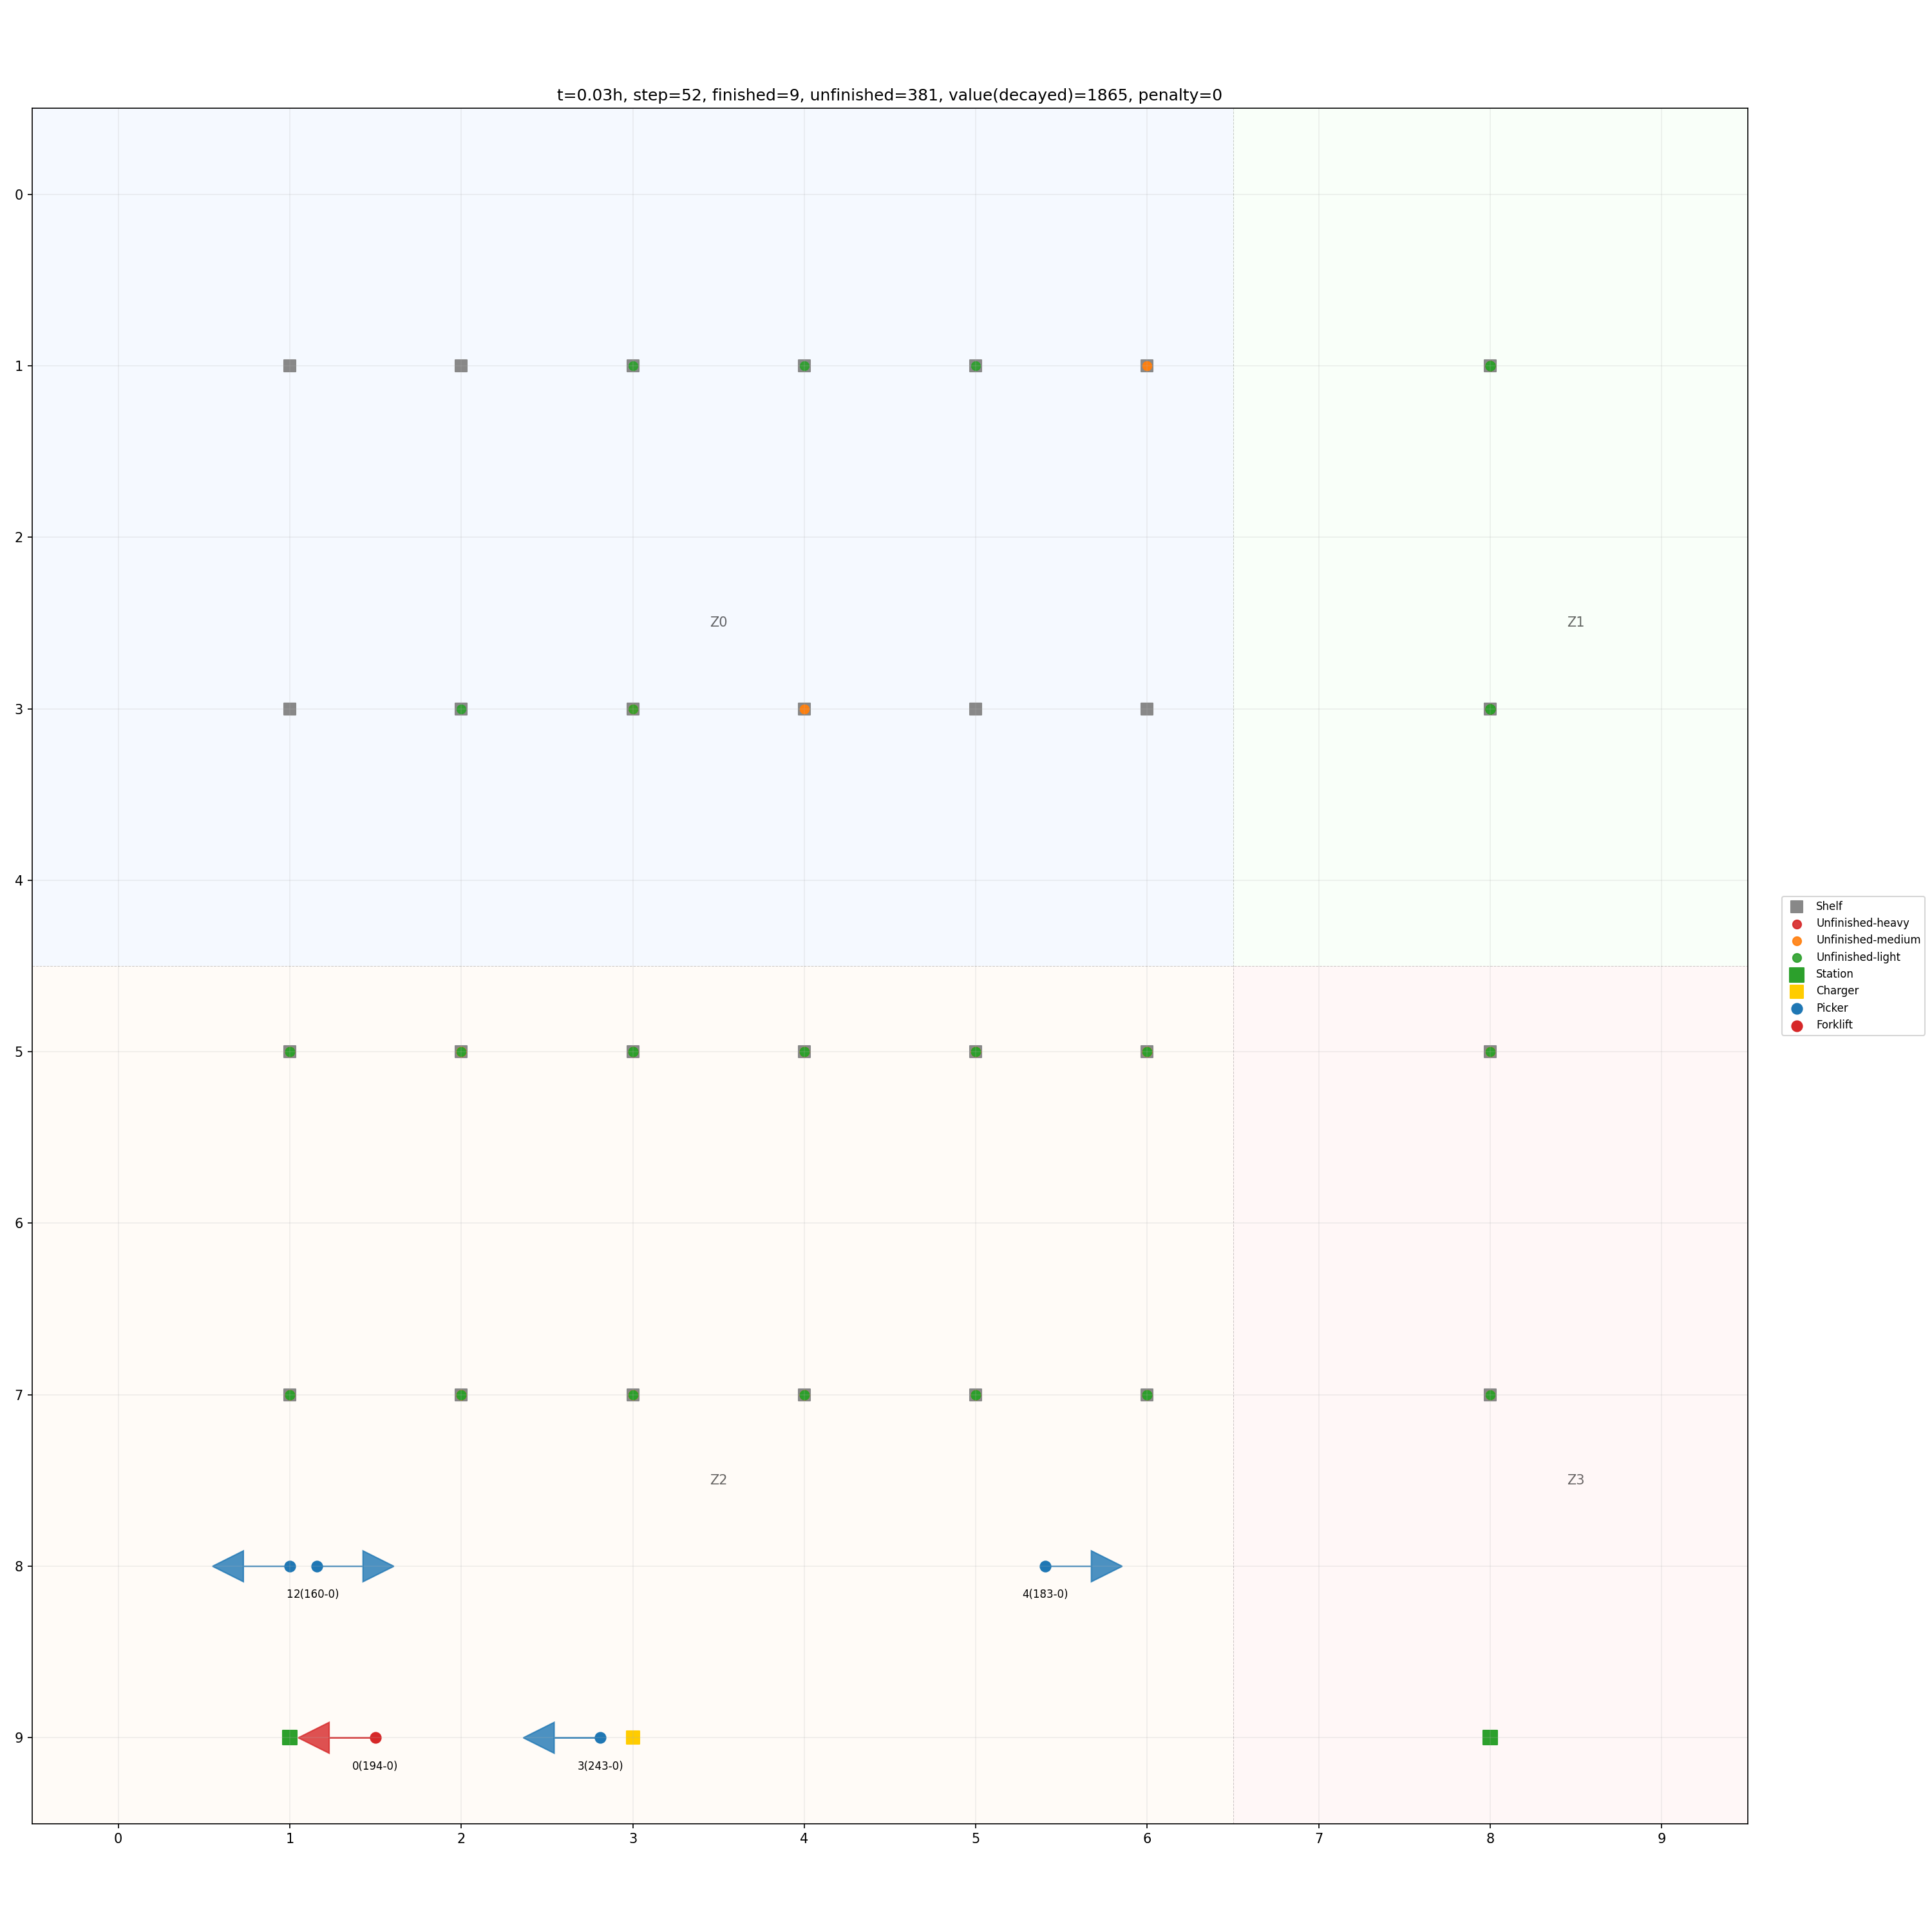 t=0.03h, step=52, finished=9, unfinished=381, value(decayed)=1865, penalty=0
0
1
2
Z0
Z1
3
4
Shelf
Unfinished-heavy
Unfinished-medium
Unfinished-light
Station
Charger
Picker
Forklift
5
6
7
Z2
Z3
8
12(160-0)
4(183-0)
9
0(194-0)
3(243-0)
0 1 2 3 4 5 6 7 8 9